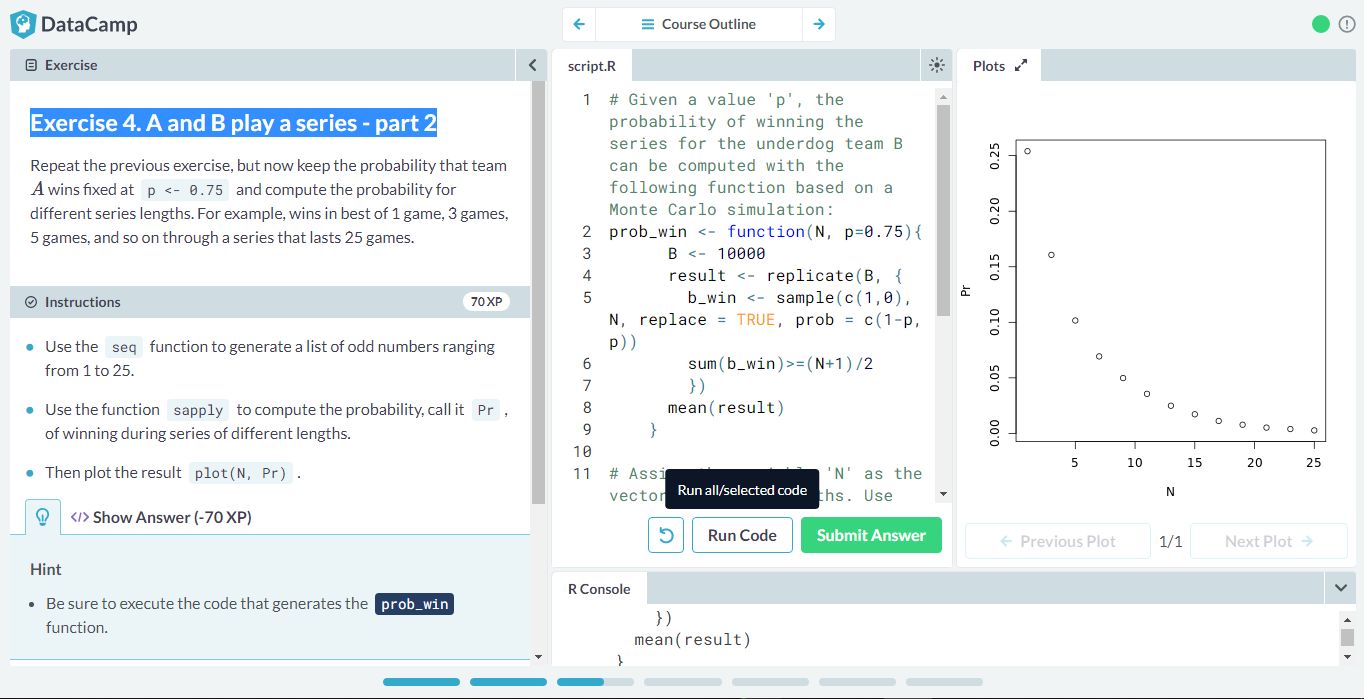 DataCamp
Course Outline
Exercise
Exercise 4. A and B play a series - part 2
Repeat the previous exercise, but now keep the probability that team
A wins fixed at p <- 0.75 and compute the probability for
different series lengths. For example, wins in best of 1 game, 3 games,
5 games, and so on through a series that lasts 25 games.
Instructions
70 XP
Use the seq function to generate a list of odd numbers ranging
from 1 to 25.
Use the function sapply to compute the probability, call it Pr ,
of winning during series of different lengths.
Then plot the result plot(N, Pr) .
</> Show Answer (-70 XP)
Hint
Be sure to execute the code that generates the prob_win
function.
script.R
1 # Given a value 'p', the
probability of winning the
series for the underdog team B
can be computed with the
following function based on a
Monte Carlo simulation:
2 prob_win <- function(N, p=0.75){
3 B <- 10000
4 result <- replicate(B, {
5 b_win <- sample(c(1,0),
N, replace = TRUE, prob = c(1-p,
p))
6 sum(b_win)>=(N+1)/2
7 })
8 mean(result)
9 }
10
11 # 'N' as the
vector Use
Run all/selected code
Run Code
Submit Answer
R Console
})
mean(result)
}
Plots
0.25
0.20
0.15
0.10
0.05
0.00
Pr
5 10 15 20 25
N
Previous Plot
1/1
Next Plot